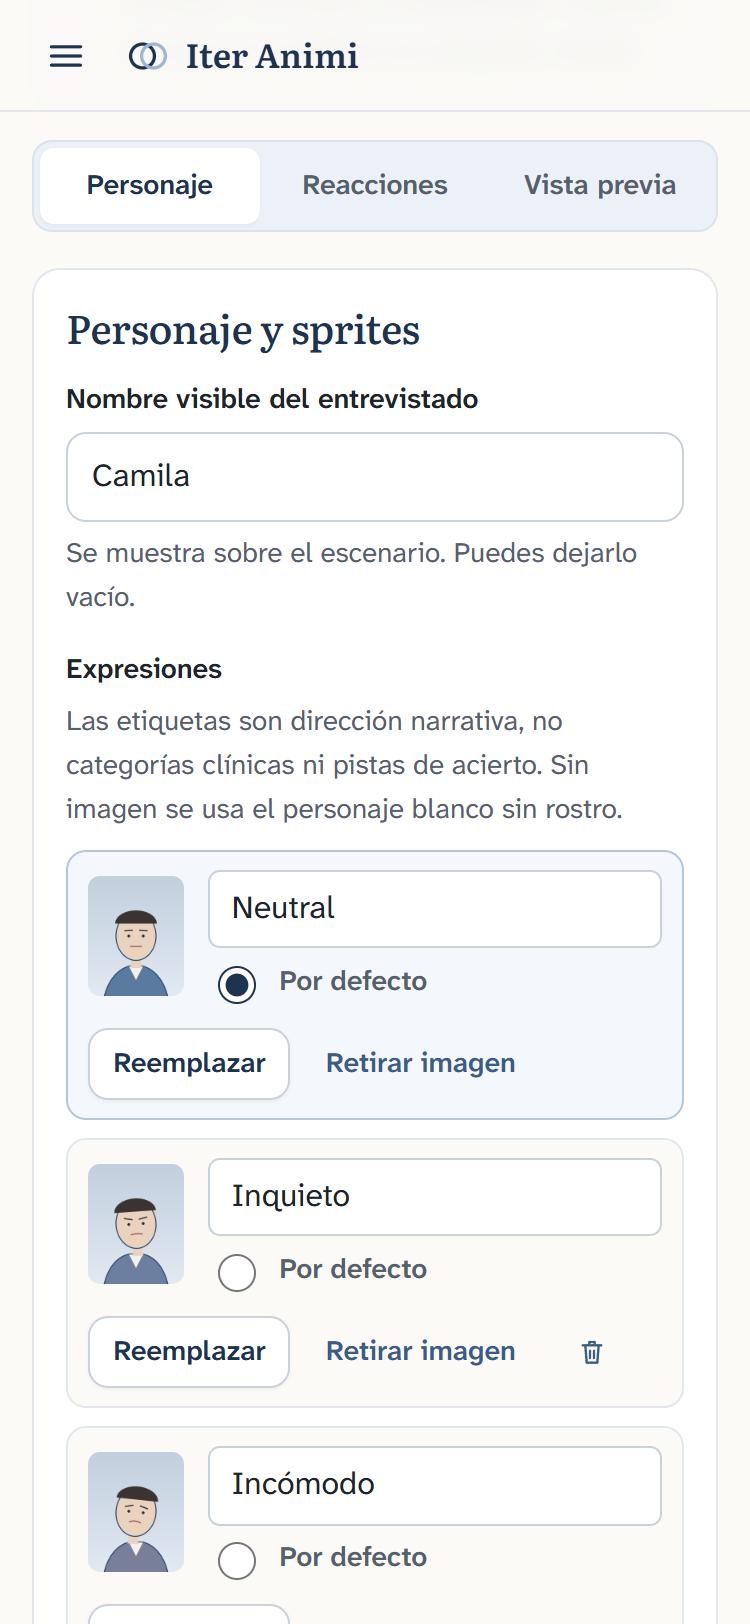 Iter Animi
Personaje Reacciones Vista previa
Personaje y sprites
Nombre visible del entrevistado
Camila
Se muestra sobre el escenario. Puedes dejarlo
vacío.
Expresiones
Las etiquetas son dirección narrativa, no
categorías clínicas ni pistas de acierto. Sin
imagen se usa el personaje blanco sin rostro.
Neutral
Por defecto
Reemplazar Retirar imagen
Inquieto
Por defecto
Reemplazar Retirar imagen
Incómodo
Por defecto